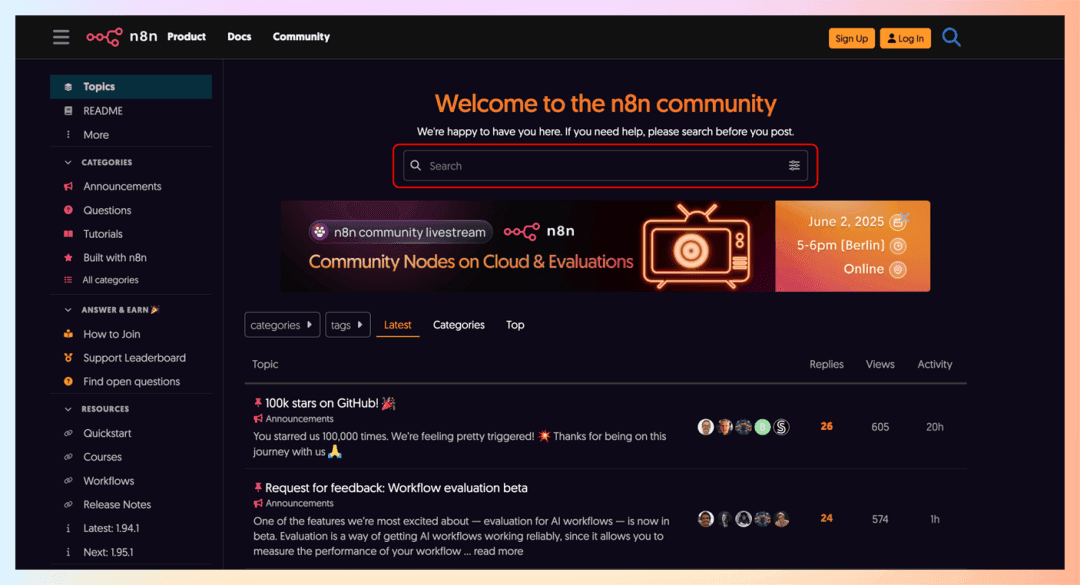 n8n Product Docs Community Sign Up Log In
Topics
README
More
CATEGORIES
Announcements
Questions
Tutorials
Built with n8n
All categories
ANSWER & EARN 🎉
How to Join
Support Leaderboard
Find open questions
RESOURCES
Quickstart
Courses
Workflows
Release Notes
Latest: 1.94.1
Next: 1.95.1
Welcome to the n8n community
We're happy to have you here. If you need help, please search before you post.
Search
n8n community livestream n8n
Community Nodes on Cloud & Evaluations
June 2, 2025
5-6pm [Berlin]
Online
categories tags Latest Categories Top
Topic Replies Views Activity
100k stars on GitHub! 🎉
Announcements
You starred us 100,000 times. We're feeling pretty triggered! 💥 Thanks for being on this
journey with us 🙏
26 605 20h
Request for feedback: Workflow evaluation beta
Announcements
One of the features we're most excited about — evaluation for AI workflows — is now in
beta. Evaluation is a way of getting AI workflows working reliably, since it allows you to
measure the performance of your workflow ... read more
24 574 1h